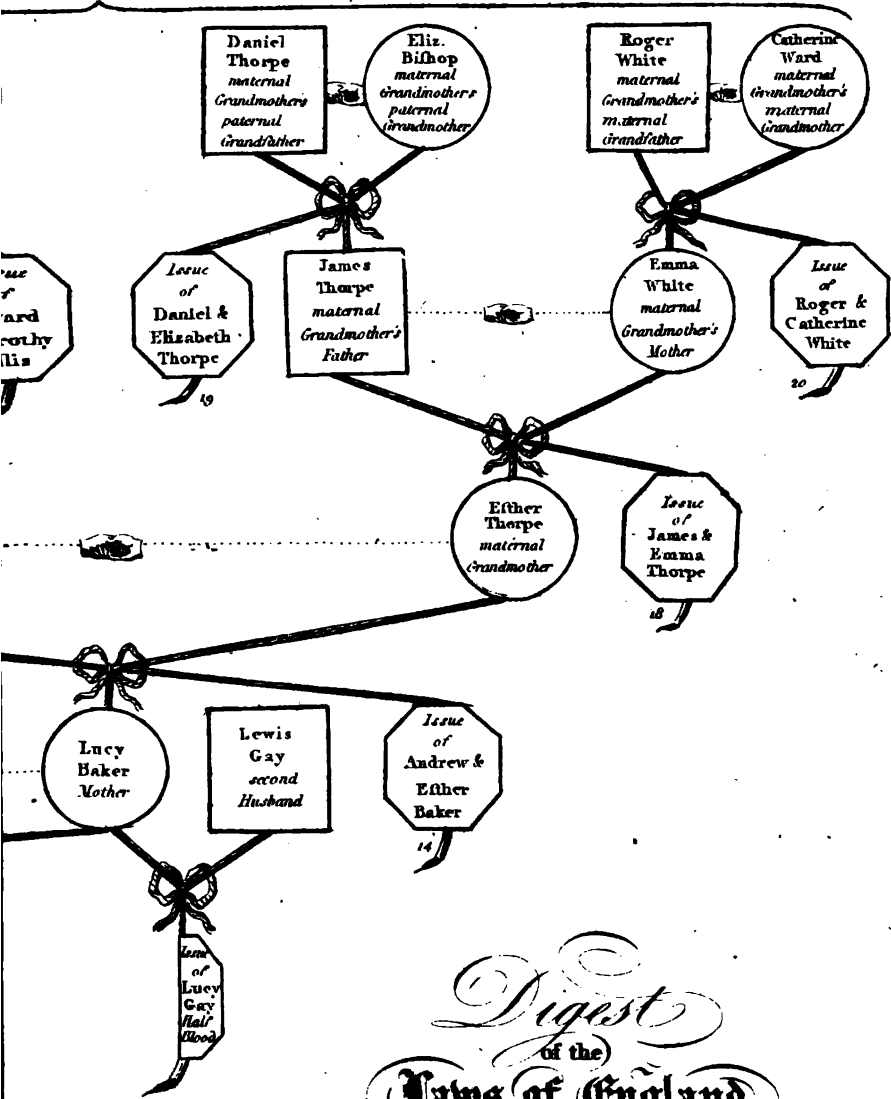 Daniel
Thorpe
maternal
Grandmother's
paternal
Grandfather
Eliz.
Biſhop
maternal
Grandmother's
paternal
Grandmother
Roger
White
maternal
Grandmother's
maternal
Grandfather
Catherine
Ward
maternal
Grandmother's
maternal
Grandmother
Issue
of
Daniel &
Elizabeth
Thorpe
19
James
Thorpe
maternal
Grandmother's
Father
Emma
White
maternal
Grandmother's
Mother
Issue
of
Roger &
Catherine
White
20
Eſther
Thorpe
maternal
Grandmother
Issue
of
James &
Emma
Thorpe
18
Lucy
Baker
Mother
Lewis
Gay
second
Husband
Issue
of
Andrew &
Eſther
Baker
14
Issue
of
Lucy
Gay
Half
Blood
Digest
of the
Laws of England